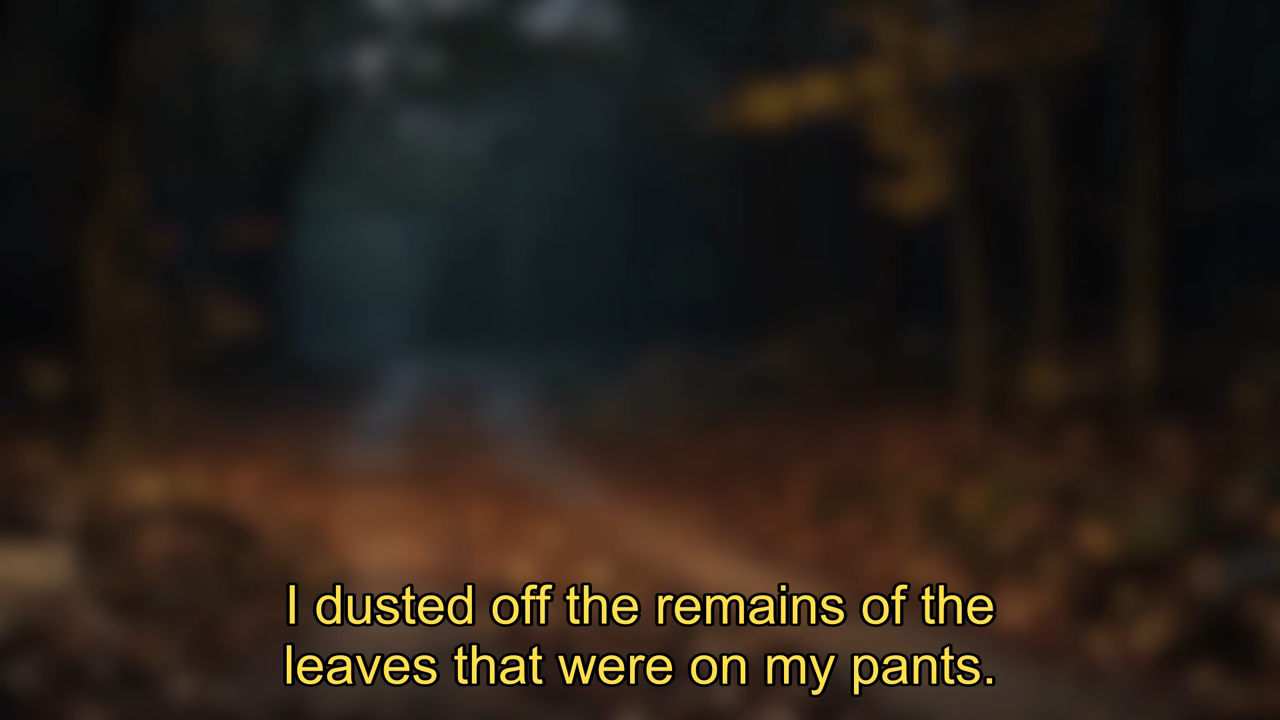 I dusted off the remains of the
leaves that were on my pants.